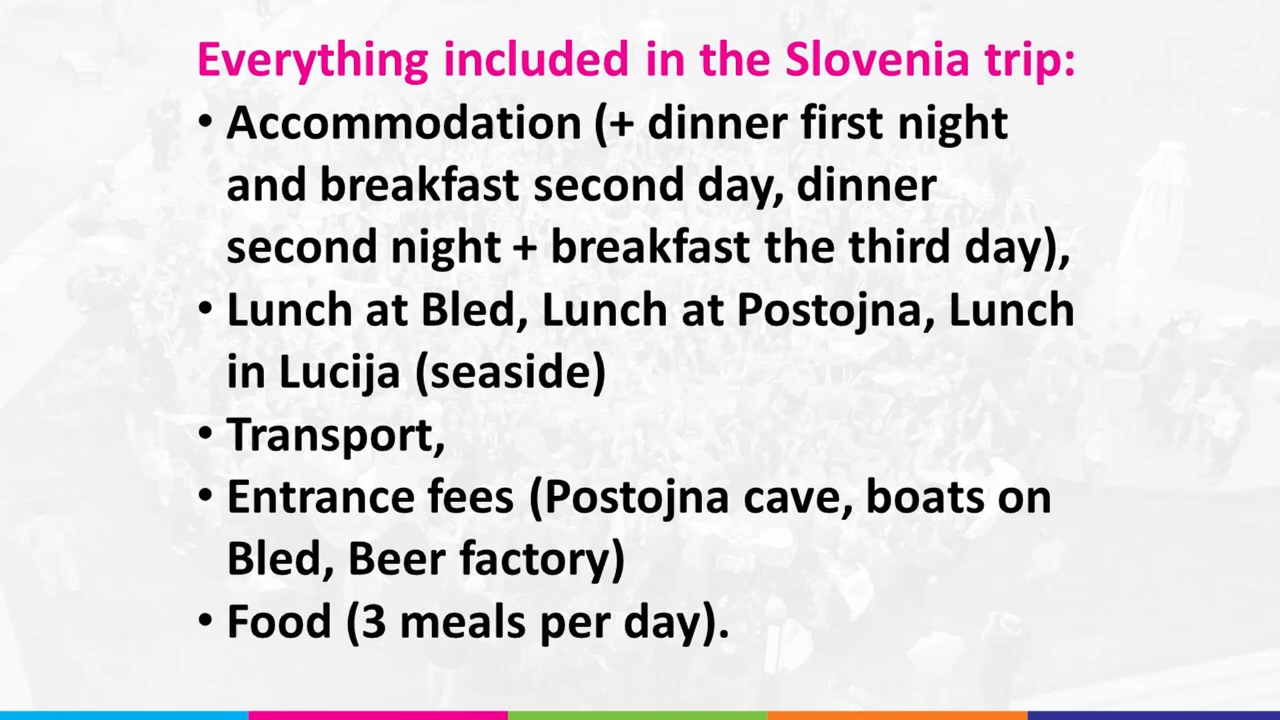 Everything included in the Slovenia trip:
• Accommodation (+ dinner first night
and breakfast second day, dinner
second night + breakfast the third day),
• Lunch at Bled, Lunch at Postojna, Lunch
in Lucija (seaside)
• Transport,
• Entrance fees (Postojna cave, boats on
Bled, Beer factory)
• Food (3 meals per day).